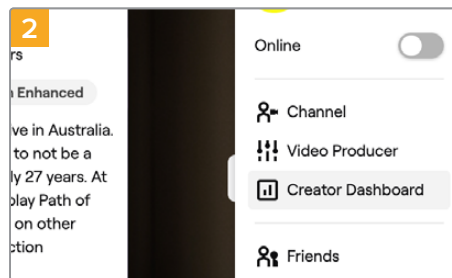 2
rs
n Enhanced
ve in Australia.
to not be a
ly 27 years. At
play Path of
on other
ction
Online
Channel
Video Producer
Creator Dashboard
Friends